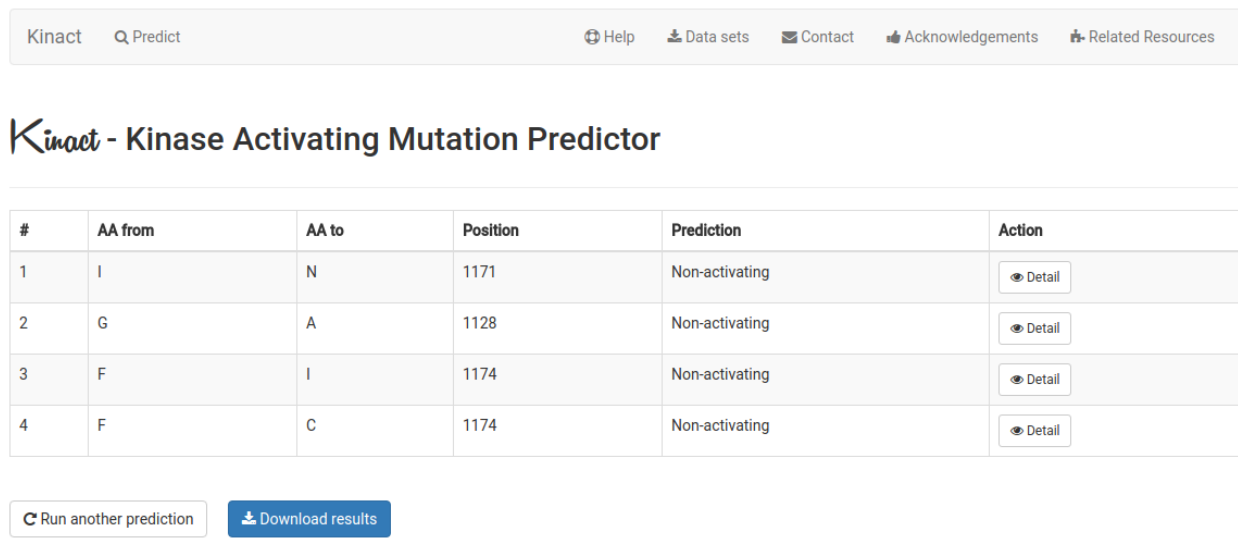 Kinact Predict Help Data sets Contact Acknowledgements Related Resources
Kinact - Kinase Activating Mutation Predictor
# AA from AA to Position Prediction Action
1 I N 1171 Non-activating Detail
2 G A 1128 Non-activating Detail
3 F I 1174 Non-activating Detail
4 F C 1174 Non-activating Detail
Run another prediction Download results